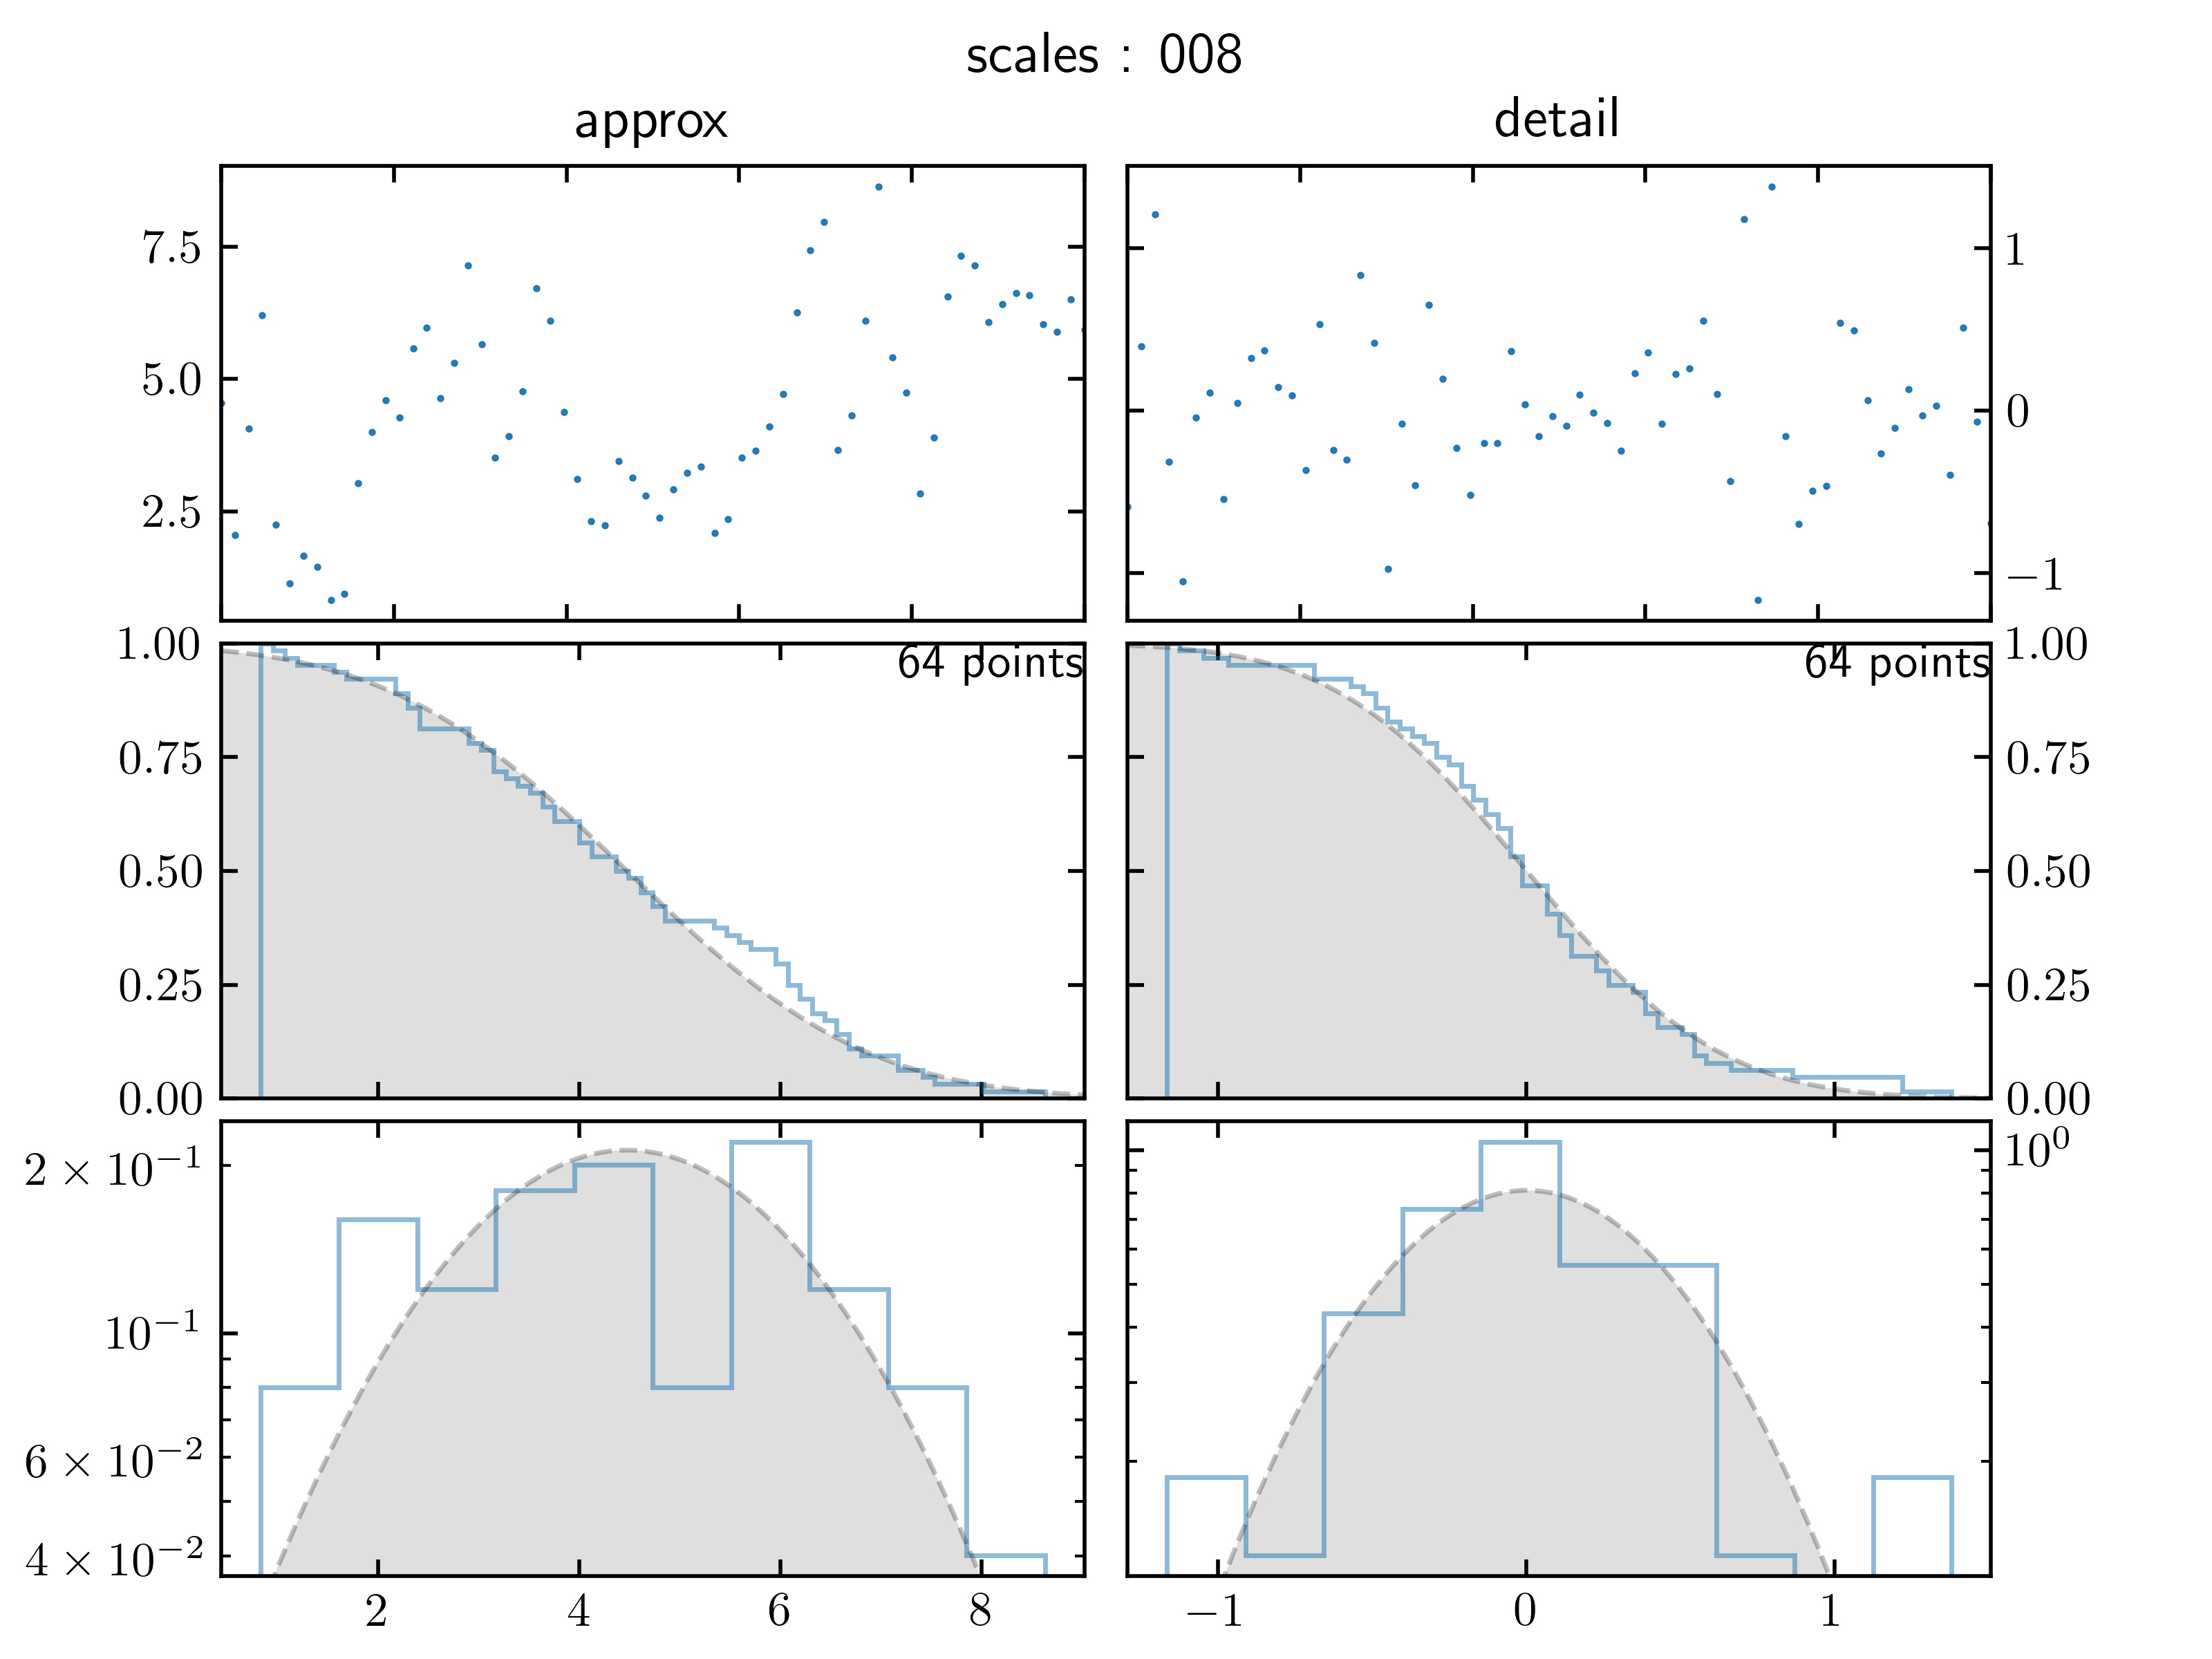 scales : 008
approx
detail
7.5
5.0
2.5
1
0
−1
1.00
0.75
0.50
0.25
0.00
64 points
64 points
1.00
0.75
0.50
0.25
0.00
2 × 10⁻¹
10⁻¹
6 × 10⁻²
4 × 10⁻²
10⁰
2 4 6 8
−1 0 1